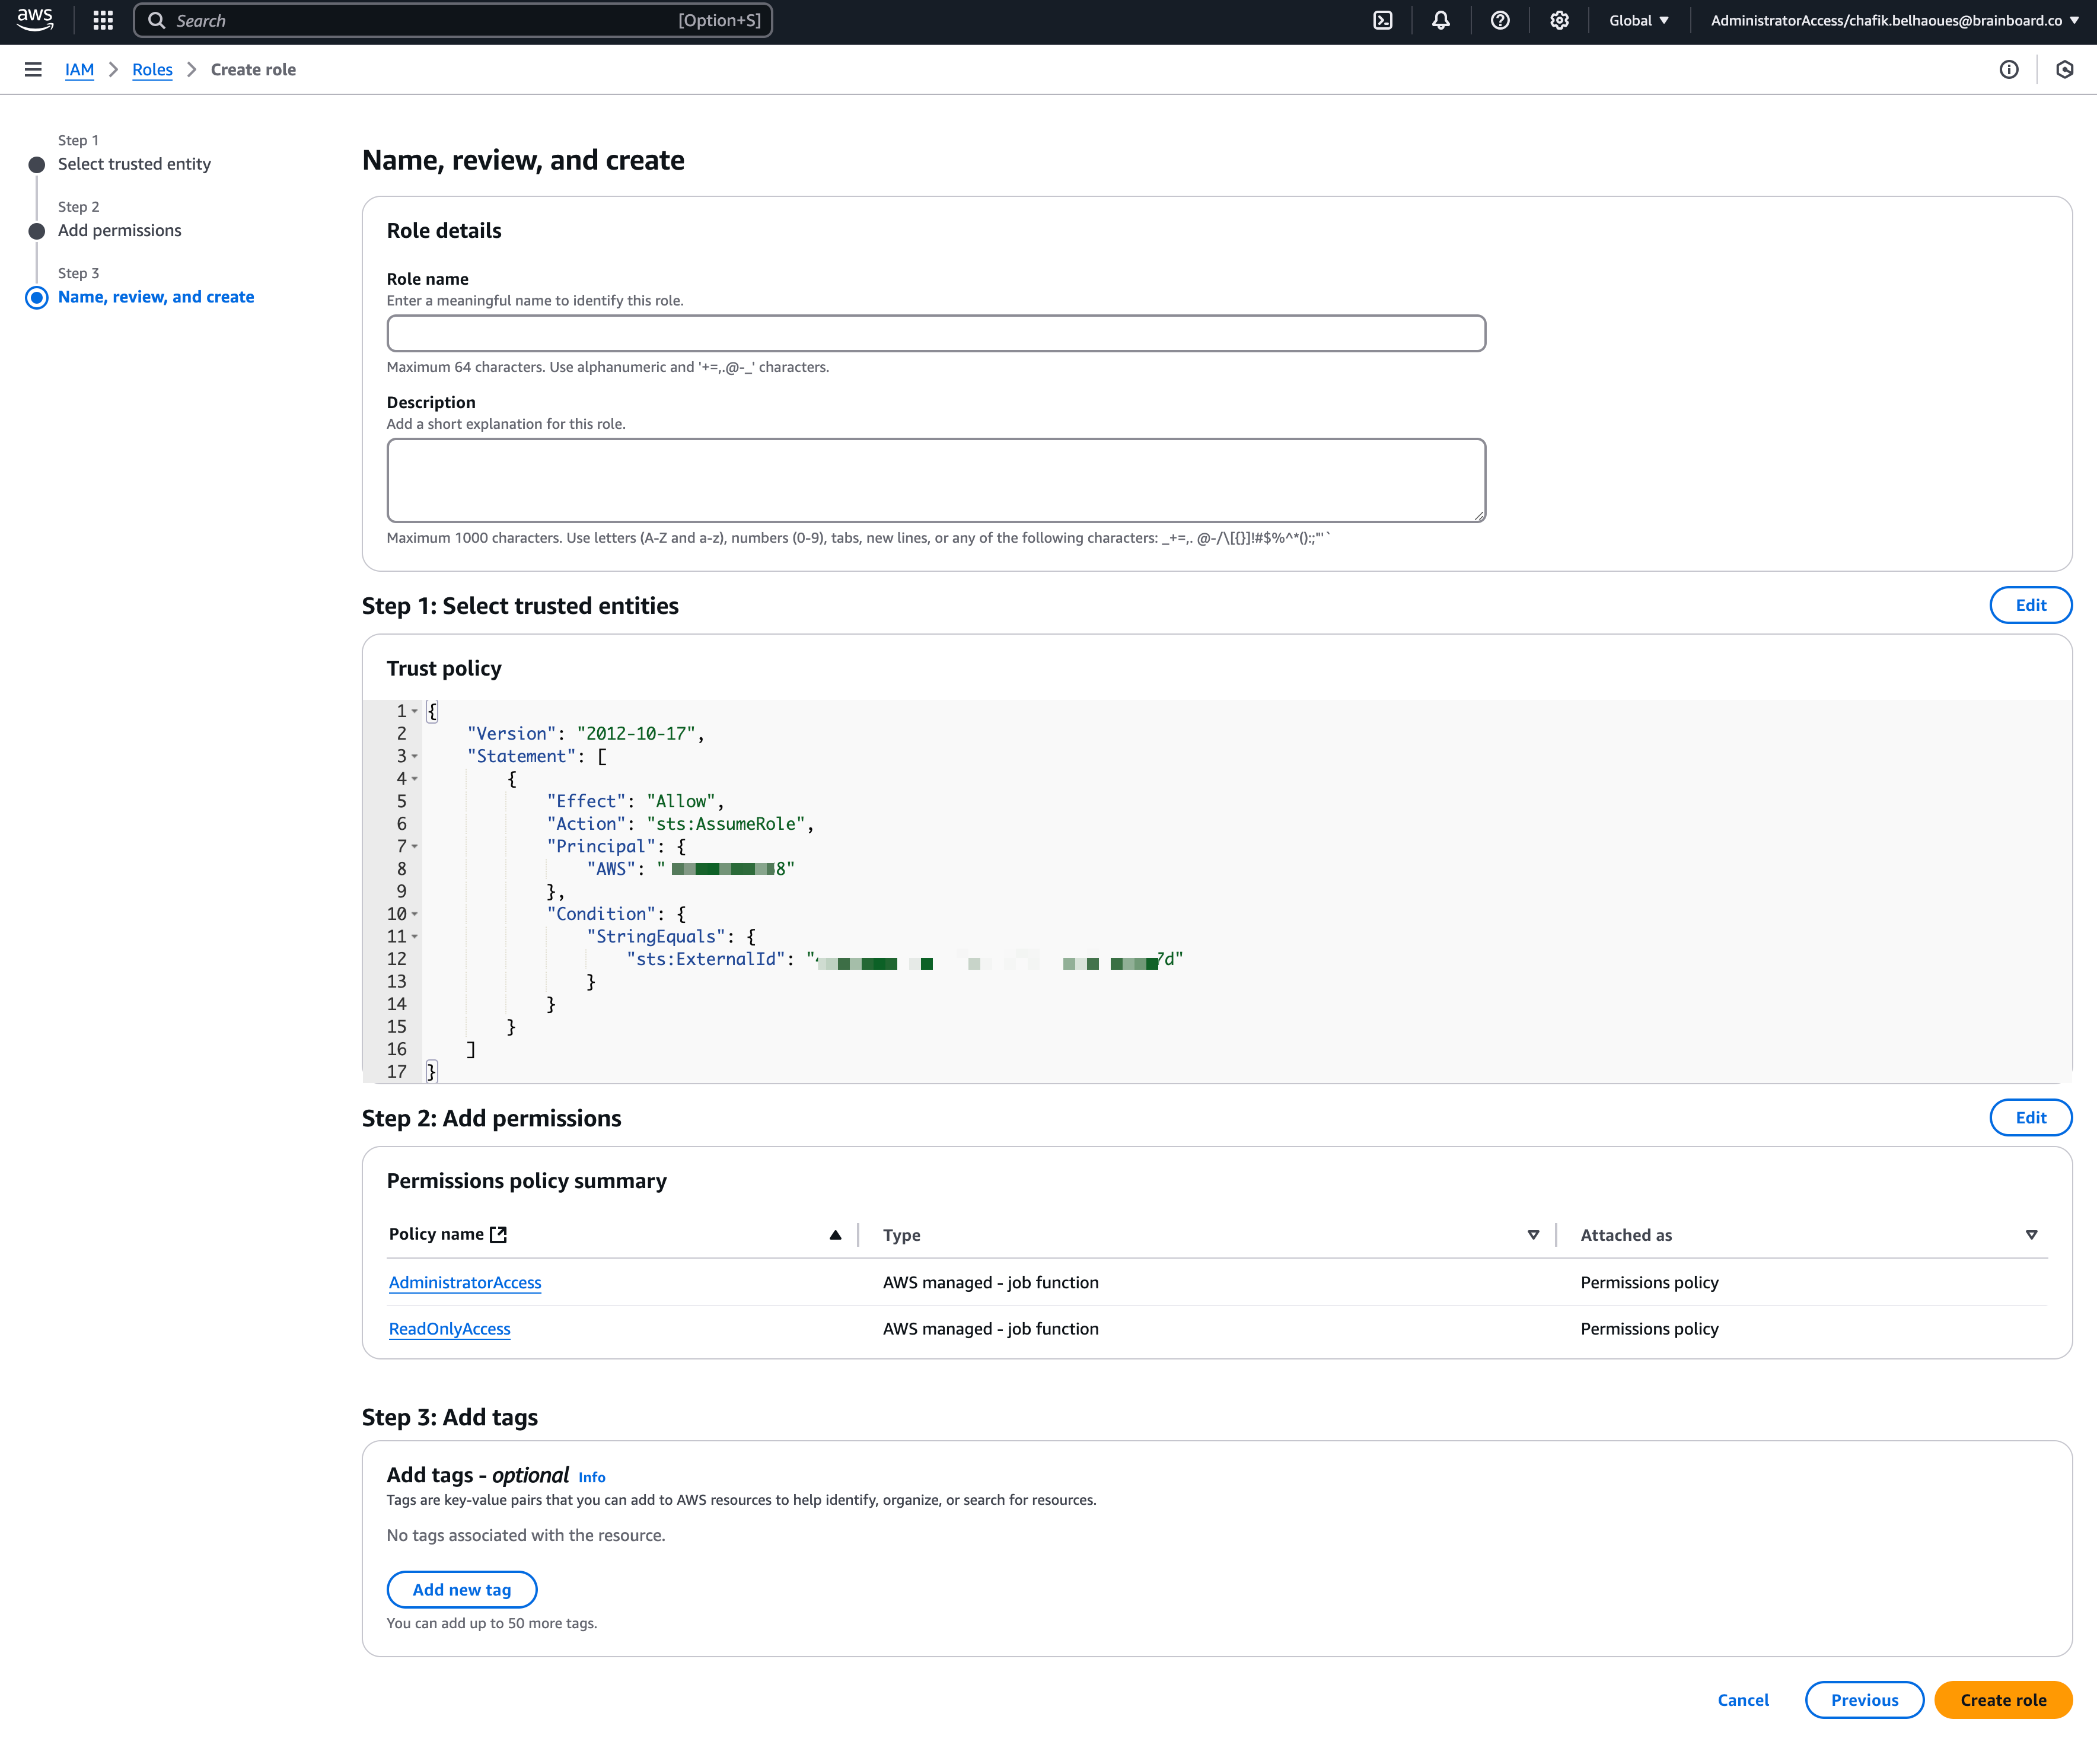 aws
Search [Option+S]
Global
AdministratorAccess/chafik.belhaoues@brainboard.co
IAM > Roles > Create role
Step 1
Select trusted entity
Step 2
Add permissions
Step 3
Name, review, and create
Name, review, and create
Role details
Role name
Enter a meaningful name to identify this role.
Maximum 64 characters. Use alphanumeric and '+=,.@-_' characters.
Description
Add a short explanation for this role.
Maximum 1000 characters. Use letters (A-Z and a-z), numbers (0-9), tabs, new lines, or any of the following characters: _+=,. @-/\[{}]!#$%^*();:"'`
Step 1: Select trusted entities
Edit
Trust policy
1 {
2 "Version": "2012-10-17",
3 "Statement": [
4 {
5 "Effect": "Allow",
6 "Action": "sts:AssumeRole",
7 "Principal": {
8 "AWS": " 8"
9 },
10 "Condition": {
11 "StringEquals": {
12 "sts:ExternalId": " 7d"
13 }
14 }
15 }
16 ]
17 }
Step 2: Add permissions
Edit
Permissions policy summary
Policy name Type Attached as
AdministratorAccess AWS managed - job function Permissions policy
ReadOnlyAccess AWS managed - job function Permissions policy
Step 3: Add tags
Add tags - optional Info
Tags are key-value pairs that you can add to AWS resources to help identify, organize, or search for resources.
No tags associated with the resource.
Add new tag
You can add up to 50 more tags.
Cancel Previous Create role